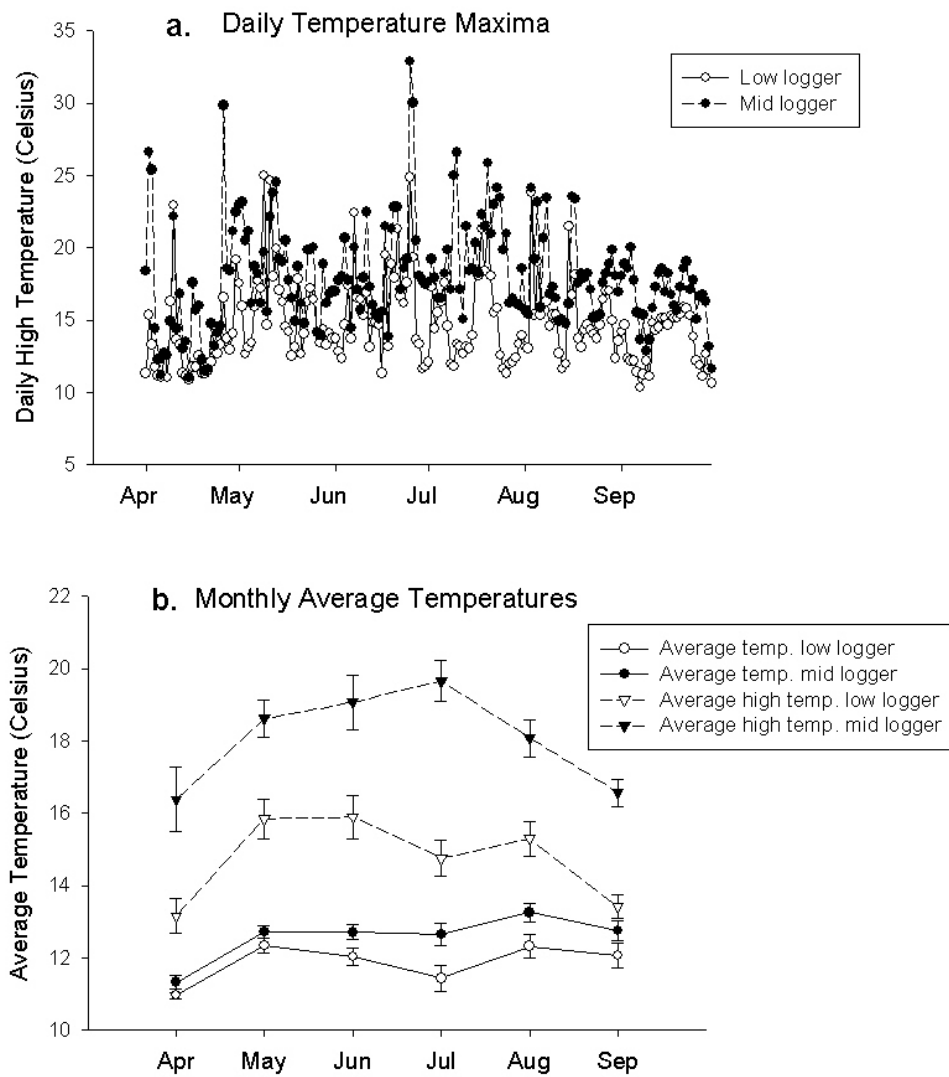 a. Daily Temperature Maxima
Daily High Temperature (Celsius)
35
30
25
20
15
10
5
Low logger
Mid logger
Apr May Jun Jul Aug Sep
b. Monthly Average Temperatures
Average Temperature (Celsius)
22
20
18
16
14
12
10
Average temp. low logger
Average temp. mid logger
Average high temp. low logger
Average high temp. mid logger
Apr May Jun Jul Aug Sep